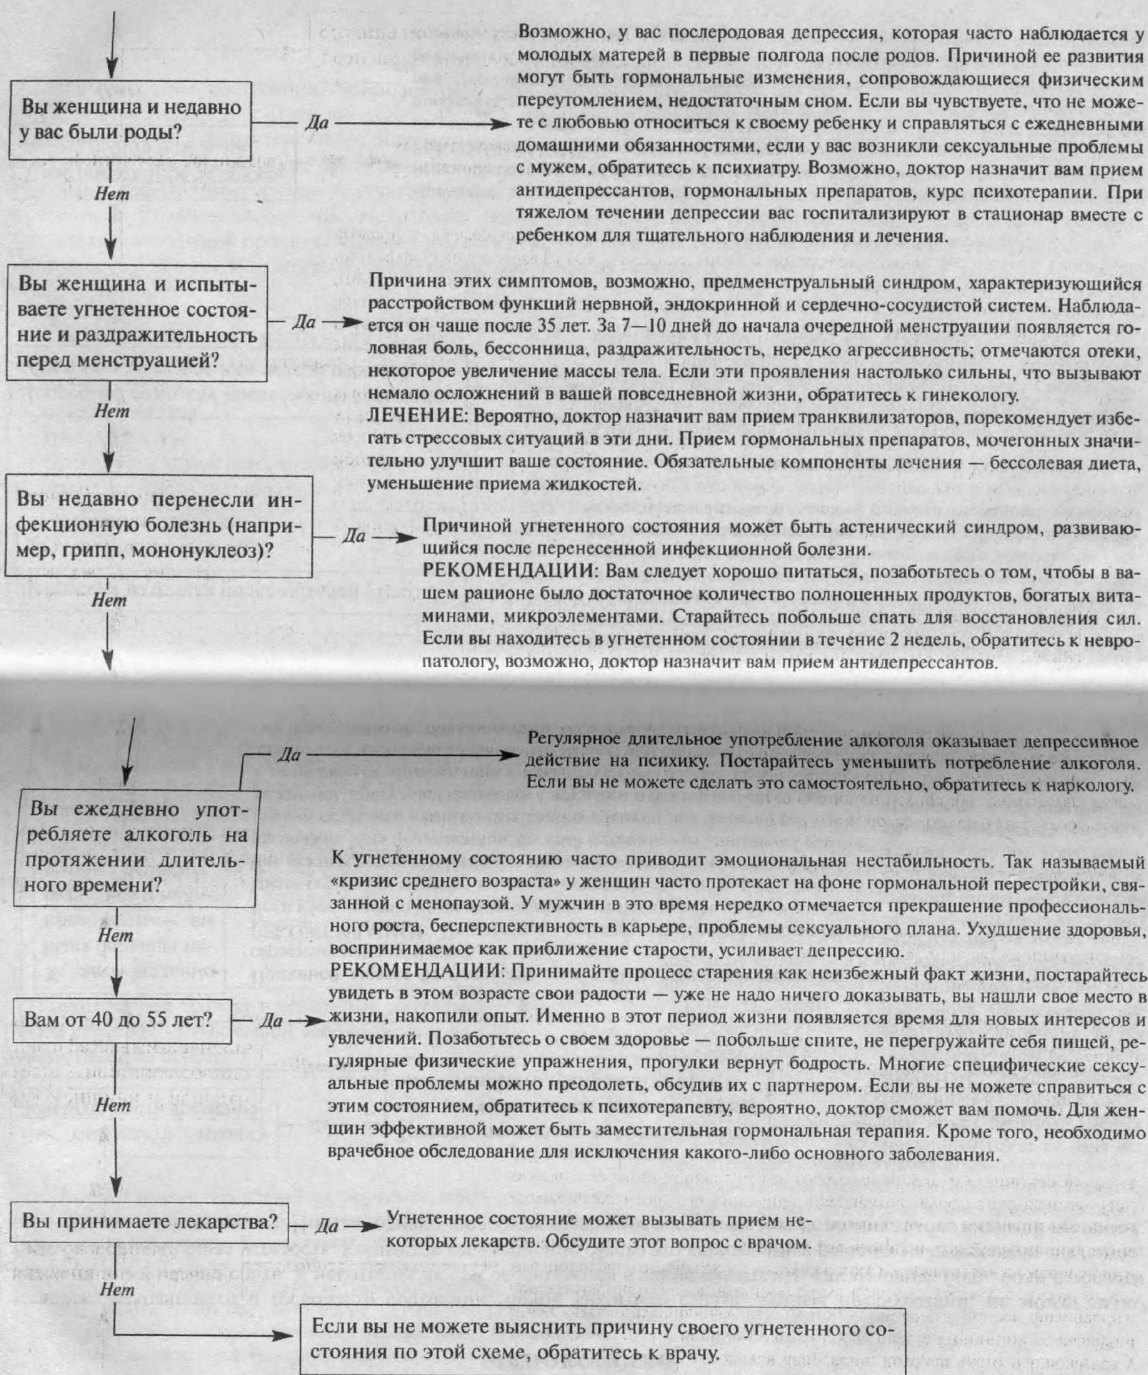 Возможно, у вас послеродовая депрессия, которая часто наблюдается у
молодых матерей в первые полгода после родов. Причиной ее развития
могут быть гормональные изменения, сопровождающиеся физическим
переутомлением, недостаточным сном. Если вы чувствуете, что не може-
те с любовью относиться к своему ребенку и справляться с ежедневными
домашними обязанностями, если у вас возникли сексуальные проблемы
с мужем, обратитесь к психиатру. Возможно, доктор назначит вам прием
антидепрессантов, гормональных препаратов, курс психотерапии. При
тяжелом течении депрессии вас госпитализируют в стационар вместе с
ребенком для тщательного наблюдения и лечения.
Вы женщина и недавно
у вас были роды?
Да
Нет
Вы женщина и испыты-
ваете угнетенное состоя-
ние и раздражительность
перед менструацией?
Да
Причина этих симптомов, возможно, предменструальный синдром, характеризующийся
расстройством функций нервной, эндокринной и сердечно-сосудистой систем. Наблюда-
ется он чаще после 35 лет. За 7—10 дней до начала очередной менструации появляется го-
ловная боль, бессонница, раздражительность, нередко агрессивность; отмечаются отеки,
некоторое увеличение массы тела. Если эти проявления настолько сильны, что вызывают
немало осложнений в вашей повседневной жизни, обратитесь к гинекологу.
ЛЕЧЕНИЕ: Вероятно, доктор назначит вам прием транквилизаторов, порекомендует избе-
гать стрессовых ситуаций в эти дни. Прием гормональных препаратов, мочегонных значи-
тельно улучшит ваше состояние. Обязательные компоненты лечения — бессолевая диета,
уменьшение приема жидкостей.
Нет
Вы недавно перенесли ин-
фекционную болезнь (напри-
мер, грипп, мононуклеоз)?
Да
Причиной угнетенного состояния может быть астенический синдром, развиваю-
щийся после перенесенной инфекционной болезни.
РЕКОМЕНДАЦИИ: Вам следует хорошо питаться, позаботьтесь о том, чтобы в ва-
шем рационе было достаточное количество полноценных продуктов, богатых вита-
минами, микроэлементами. Старайтесь побольше спать для восстановления сил.
Если вы находитесь в угнетенном состоянии в течение 2 недель, обратитесь к невро-
патологу, возможно, доктор назначит вам прием антидепрессантов.
Нет
Да
Регулярное длительное употребление алкоголя оказывает депрессивное
действие на психику. Постарайтесь уменьшить потребление алкоголя.
Если вы не можете сделать это самостоятельно, обратитесь к наркологу.
Вы ежедневно упот-
ребляете алкоголь на
протяжении длитель-
ного времени?
Нет
К угнетенному состоянию часто приводит эмоциональная нестабильность. Так называемый
«кризис среднего возраста» у женщин часто протекает на фоне гормональной перестройки, свя-
занной с менопаузой. У мужчин в это время нередко отмечается прекращение профессиональ-
ного роста, бесперспективность в карьере, проблемы сексуального плана. Ухудшение здоровья,
воспринимаемое как приближение старости, усиливает депрессию.
РЕКОМЕНДАЦИИ: Принимайте процесс старения как неизбежный факт жизни, постарайтесь
увидеть в этом возрасте свои радости — уже не надо ничего доказывать, вы нашли свое место в
жизни, накопили опыт. Именно в этот период жизни появляется время для новых интересов и
увлечений. Позаботьтесь о своем здоровье — побольше спите, не перегружайте себя пищей, ре-
гулярные физические упражнения, прогулки вернут бодрость. Многие специфические сексу-
альные проблемы можно преодолеть, обсудив их с партнером. Если вы не можете справиться с
этим состоянием, обратитесь к психотерапевту, вероятно, доктор сможет вам помочь. Для жен-
щин эффективной может быть заместительная гормональная терапия. Кроме того, необходимо
врачебное обследование для исключения какого-либо основного заболевания.
Вам от 40 до 55 лет?
Да
Нет
Вы принимаете лекарства?
Да
Угнетенное состояние может вызывать прием не-
которых лекарств. Обсудите этот вопрос с врачом.
Нет
Если вы не можете выяснить причину своего угнетенного со-
стояния по этой схеме, обратитесь к врачу.